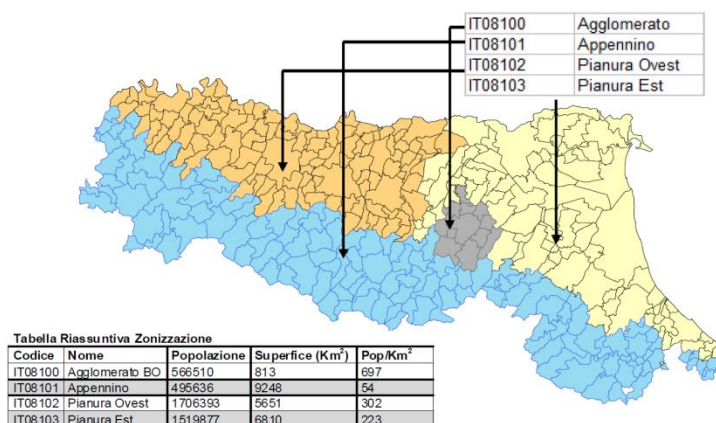 IT08100 Agglomerato
IT08101 Appennino
IT08102 Pianura Ovest
IT08103 Pianura Est
Tabella Riassuntiva Zonizzazione
Codice Nome Popolazione Superfice (Km²) Pop/Km²
IT08100 Agglomerato BO 566510 813 697
IT08101 Appennino 495636 9248 54
IT08102 Pianura Ovest 1706393 5651 302
IT08103 Pianura Est 1519877 6810 223